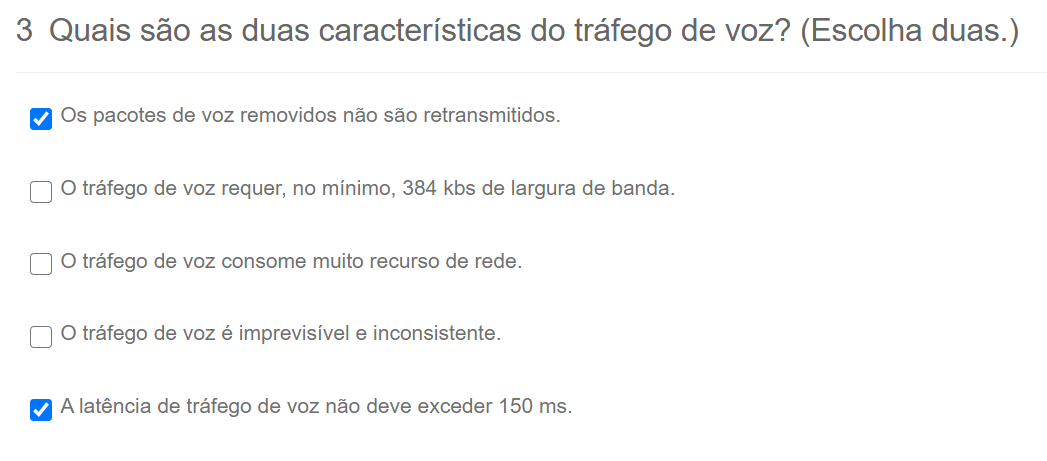 3 Quais são as duas características do tráfego de voz? (Escolha duas.)
Os pacotes de voz removidos não são retransmitidos.
O tráfego de voz requer, no mínimo, 384 kbs de largura de banda.
O tráfego de voz consome muito recurso de rede.
O tráfego de voz é imprevisível e inconsistente.
A latência de tráfego de voz não deve exceder 150 ms.